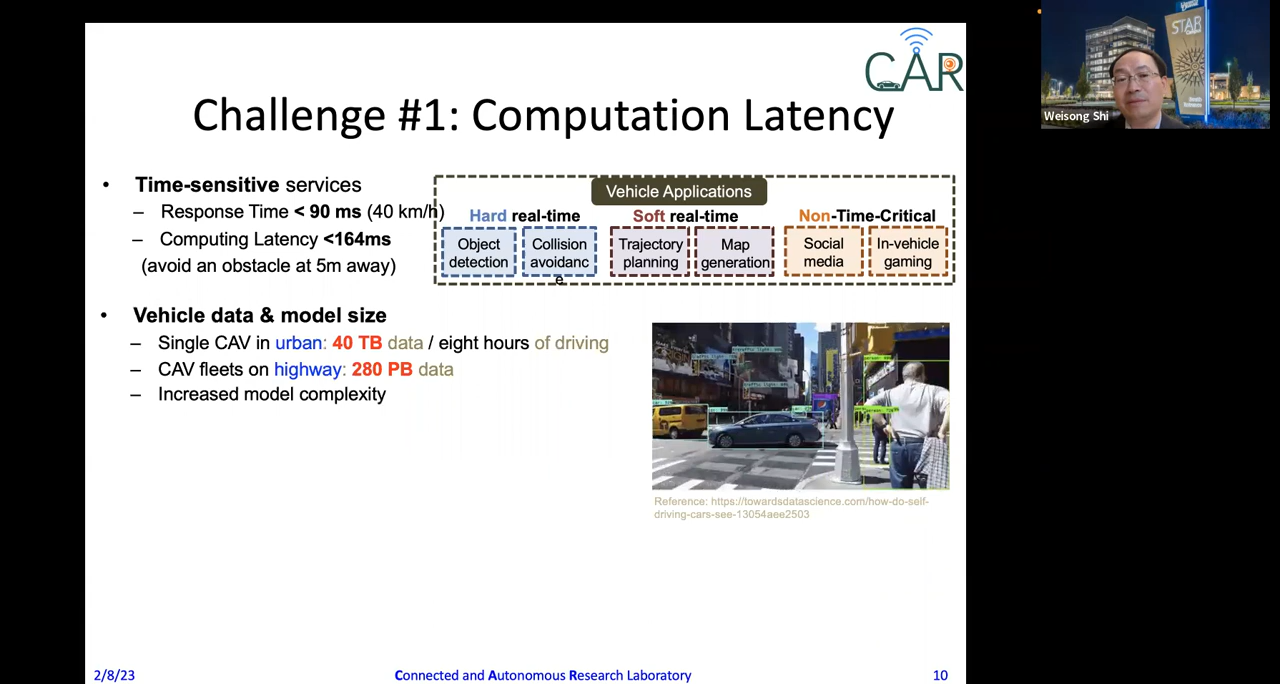 CAR
Challenge #1: Computation Latency
• Time-sensitive services
– Response Time < 90 ms (40 km/h)
– Computing Latency <164ms
(avoid an obstacle at 5m away)
Vehicle Applications
Hard real-time
Soft real-time
Non-Time-Critical
Object
detection
Collision
avoidanc
e
Trajectory
planning
Map
generation
Social
media
In-vehicle
gaming
• Vehicle data & model size
– Single CAV in urban: 40 TB data / eight hours of driving
– CAV fleets on highway: 280 PB data
– Increased model complexity
Reference: https://towardsdatascience.com/how-do-self-
driving-cars-see-13054aee2503
2/8/23
Connected and Autonomous Research Laboratory
10
STAR
Weisong Shi